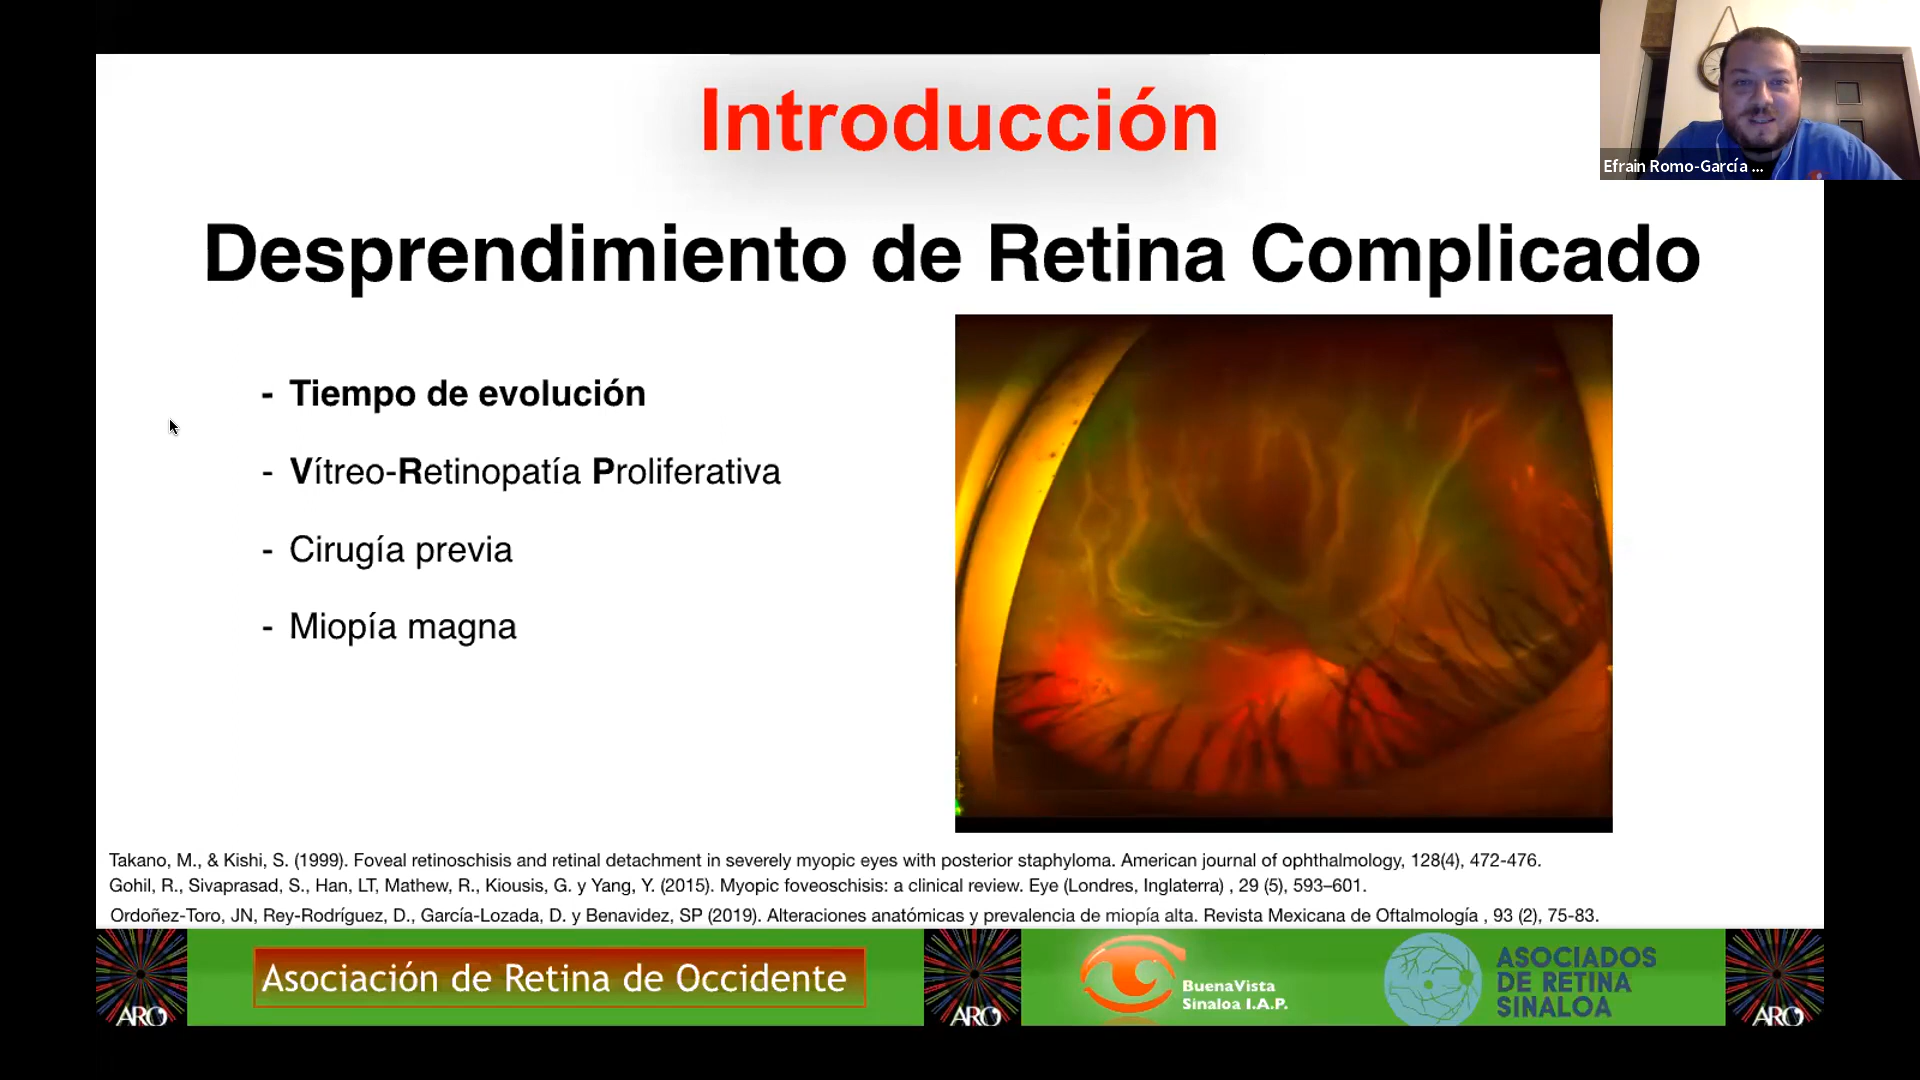 Introducción
Efrain Romo-García ...
Desprendimiento de Retina Complicado
- Tiempo de evolución
- Vítreo-Retinopatía Proliferativa
- Cirugía previa
- Miopía magna
Takano, M., & Kishi, S. (1999). Foveal retinoschisis and retinal detachment in severely myopic eyes with posterior staphyloma. American journal of ophthalmology, 128(4), 472-476.
Gohil, R., Sivaprasad, S., Han, LT, Mathew, R., Kiousis, G. y Yang, Y. (2015). Myopic foveoschisis: a clinical review. Eye (Londres, Inglaterra) , 29 (5), 593–601.
Ordoñez-Toro, JN, Rey-Rodríguez, D., García-Lozada, D. y Benavidez, SP (2019). Alteraciones anatómicas y prevalencia de miopía alta. Revista Mexicana de Oftalmología , 93 (2), 75-83.
ARO
Asociación de Retina de Occidente
ARO
BuenaVista
Sinaloa I.A.P.
ASOCIADOS
DE RETINA
SINALOA
ARO